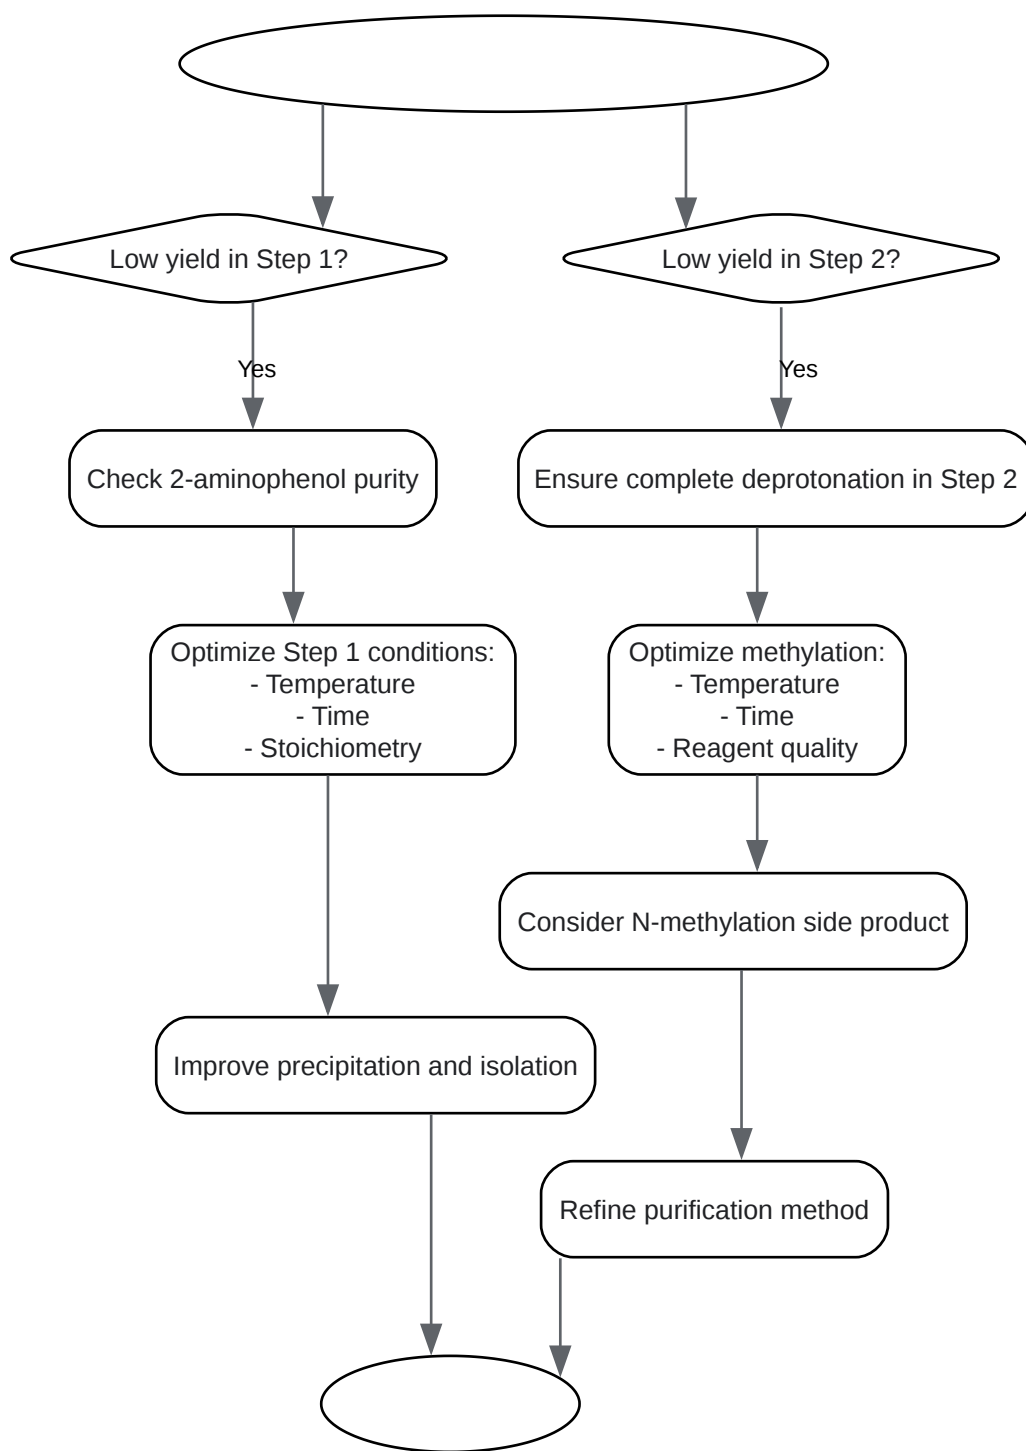 Low yield in Step 1?
Low yield in Step 2?
Yes
Yes
Check 2-aminophenol purity
Ensure complete deprotonation in Step 2
Optimize Step 1 conditions:
- Temperature
- Time
- Stoichiometry
Optimize methylation:
- Temperature
- Time
- Reagent quality
Consider N-methylation side product
Improve precipitation and isolation
Refine purification method